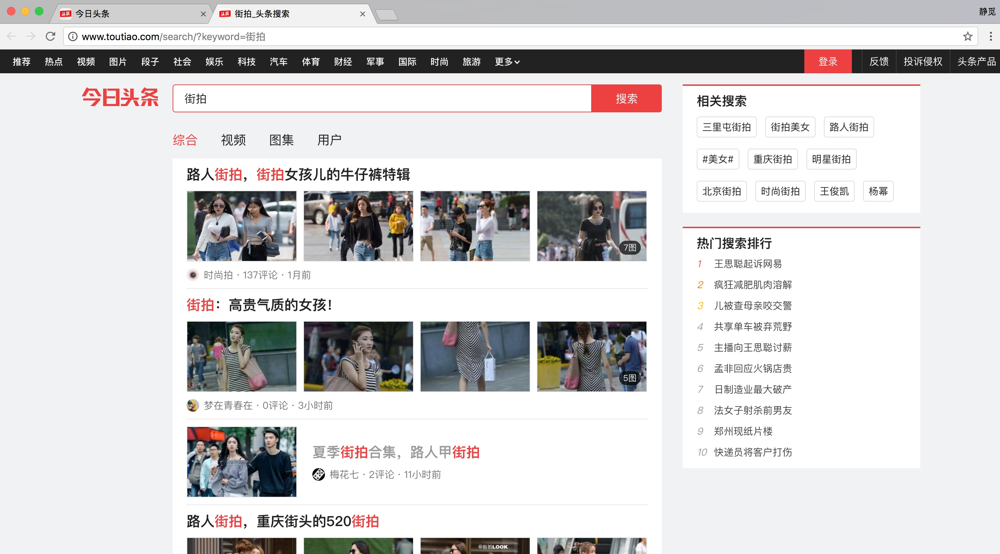 今日头条
街拍_头条搜索
静觅
www.toutiao.com/search/?keyword=街拍
推荐 热点 视频 图片 段子 社会 娱乐 科技 汽车 体育 财经 军事 国际 时尚 旅游 更多 登录 反馈 投诉侵权 头条产品
今日头条
街拍
搜索
综合 视频 图集 用户
路人街拍，街拍女孩儿的牛仔裤特辑
7图
时尚拍 · 137评论 · 1月前
街拍：高贵气质的女孩！
5图
梦在青春在 · 0评论 · 3小时前
夏季街拍合集，路人甲街拍
梅花七 · 2评论 · 11小时前
路人街拍，重庆街头的520街拍
@街拍LOOK
相关搜索
三里屯街拍 街拍美女 路人街拍
#美女# 重庆街拍 明星街拍
北京街拍 时尚街拍 王俊凯 杨幂
热门搜索排行
1 王思聪起诉网易
2 疯狂减肥肌肉溶解
3 儿被查母亲咬交警
4 共享单车被弃荒野
5 主播向王思聪讨薪
6 孟非回应火锅店贵
7 日制造业最大破产
8 法女子射杀前男友
9 郑州现纸片楼
10 快递员将客户打伤